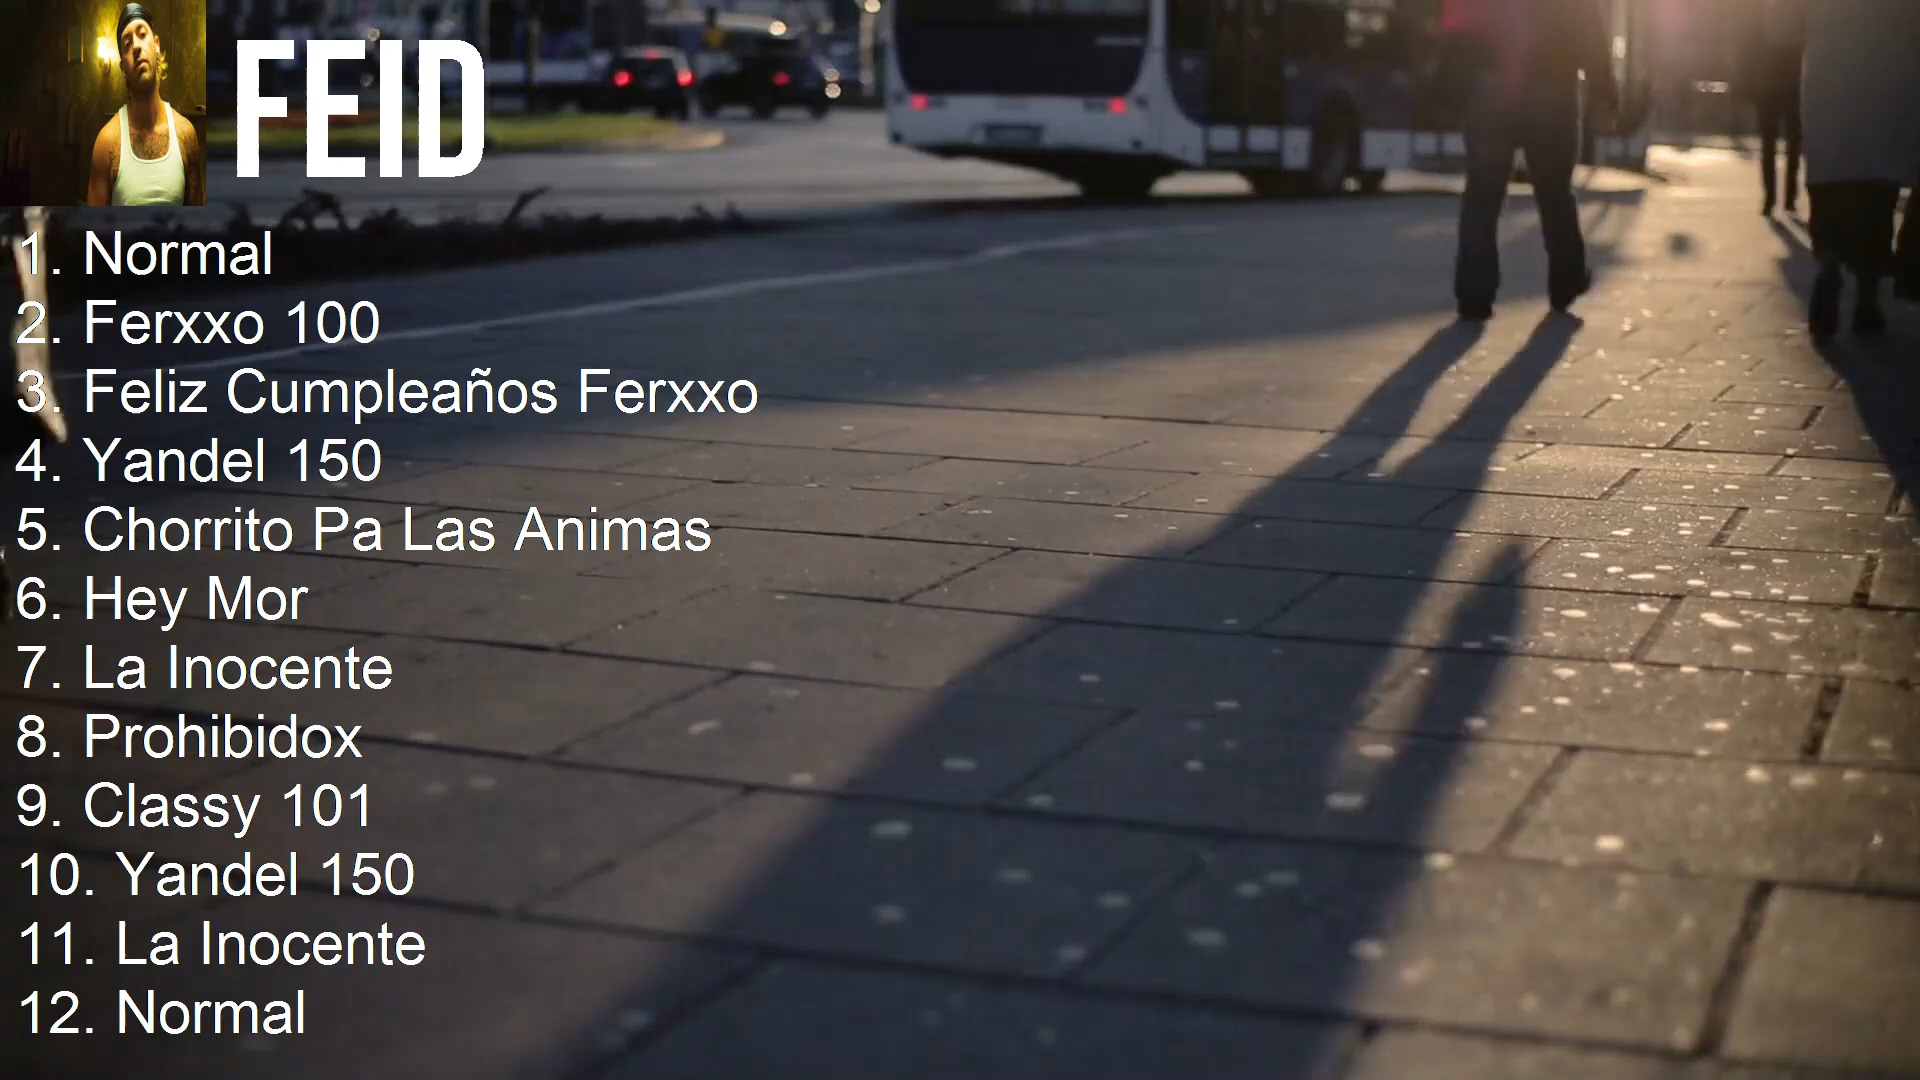 FEID
1. Normal
2. Ferxxo 100
3. Feliz Cumpleaños Ferxxo
4. Yandel 150
5. Chorrito Pa Las Animas
6. Hey Mor
7. La Inocente
8. Prohibidox
9. Classy 101
10. Yandel 150
11. La Inocente
12. Normal